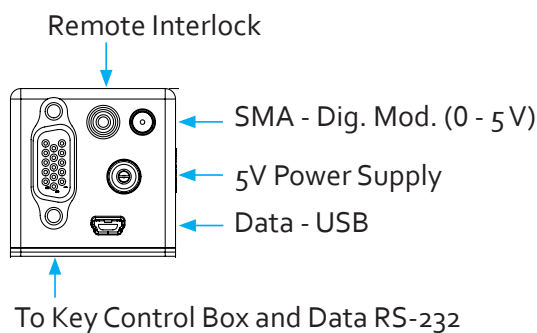 Remote Interlock
SMA - Dig. Mod. (0 - 5 V)
5V Power Supply
Data - USB
To Key Control Box and Data RS-232